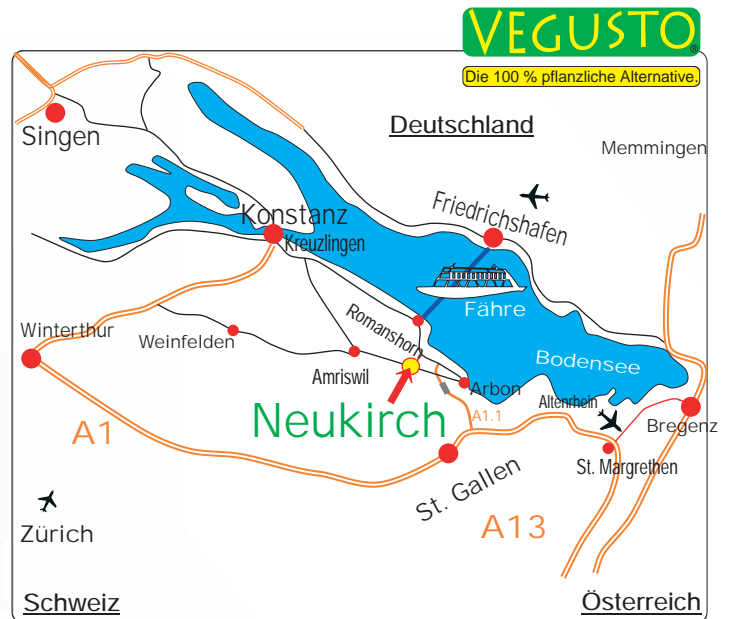 VEGUSTO®
Die 100 % pflanzliche Alternative.
Deutschland
Singen
Memmingen
Friedrichshafen
Konstanz
Kreuzlingen
Fähre
Winterthur
Weinfelden
Romanshorn
Bodensee
Amriswil
Arbon
Altenrhein
Neukirch
A1
A1.1
Bregenz
St. Gallen
St. Margrethen
Zürich
A13
Schweiz
Österreich